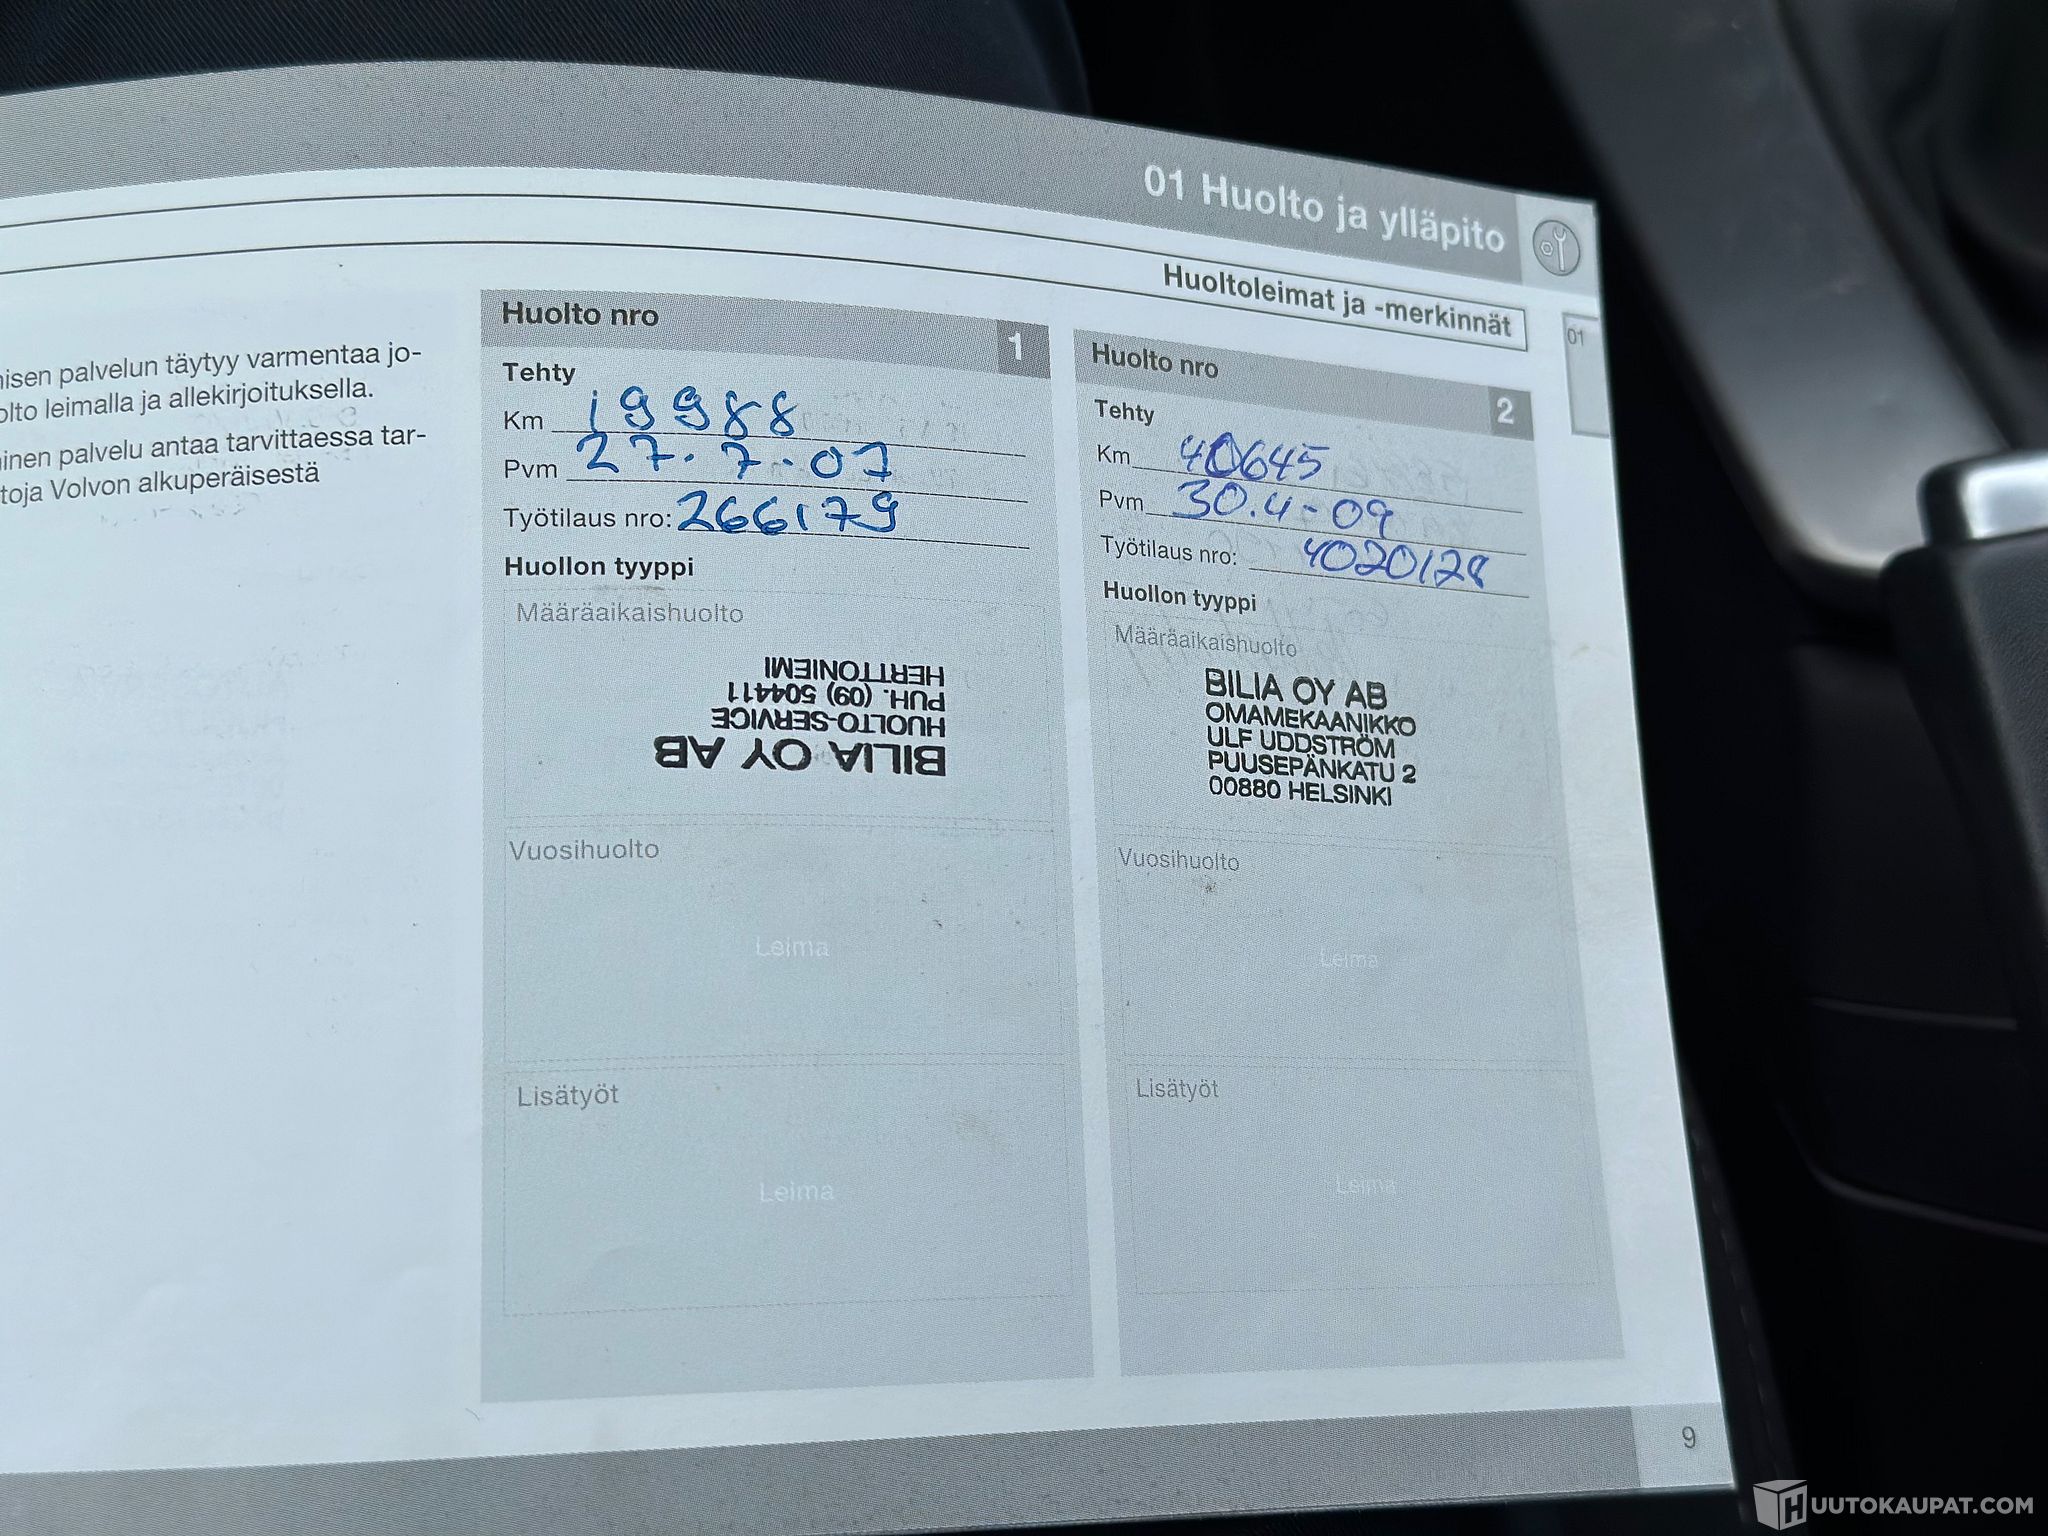 01 Huolto ja ylläpito
Huoltoleimat ja -merkinnät
01
isen palvelun täytyy varmentaa jo-
olto leimalla ja allekirjoituksella.
inen palvelu antaa tarvittaessa tar-
toja Volvon alkuperäisestä
Huolto nro 1
Tehty
Km 19988
Pvm 27.7.07
Työtilaus nro: 266179
Huollon tyyppi
Määräaikaishuolto
BILIA OY AB
HUOLTO-SERVICE
PUH. (09) 504411
HERTTONIEMI
Vuosihuolto
Leima
Lisätyöt
Leima
Huolto nro 2
Tehty
Km 40645
Pvm 30.4-09
Työtilaus nro: 4020128
Huollon tyyppi
Määräaikaishuolto
BILIA OY AB
OMAMEKAANIKKO
ULF UDDSTRÖM
PUUSEPÄNKATU 2
00880 HELSINKI
Vuosihuolto
Leima
Lisätyöt
Leima
9
HUUTOKAUPAT.COM